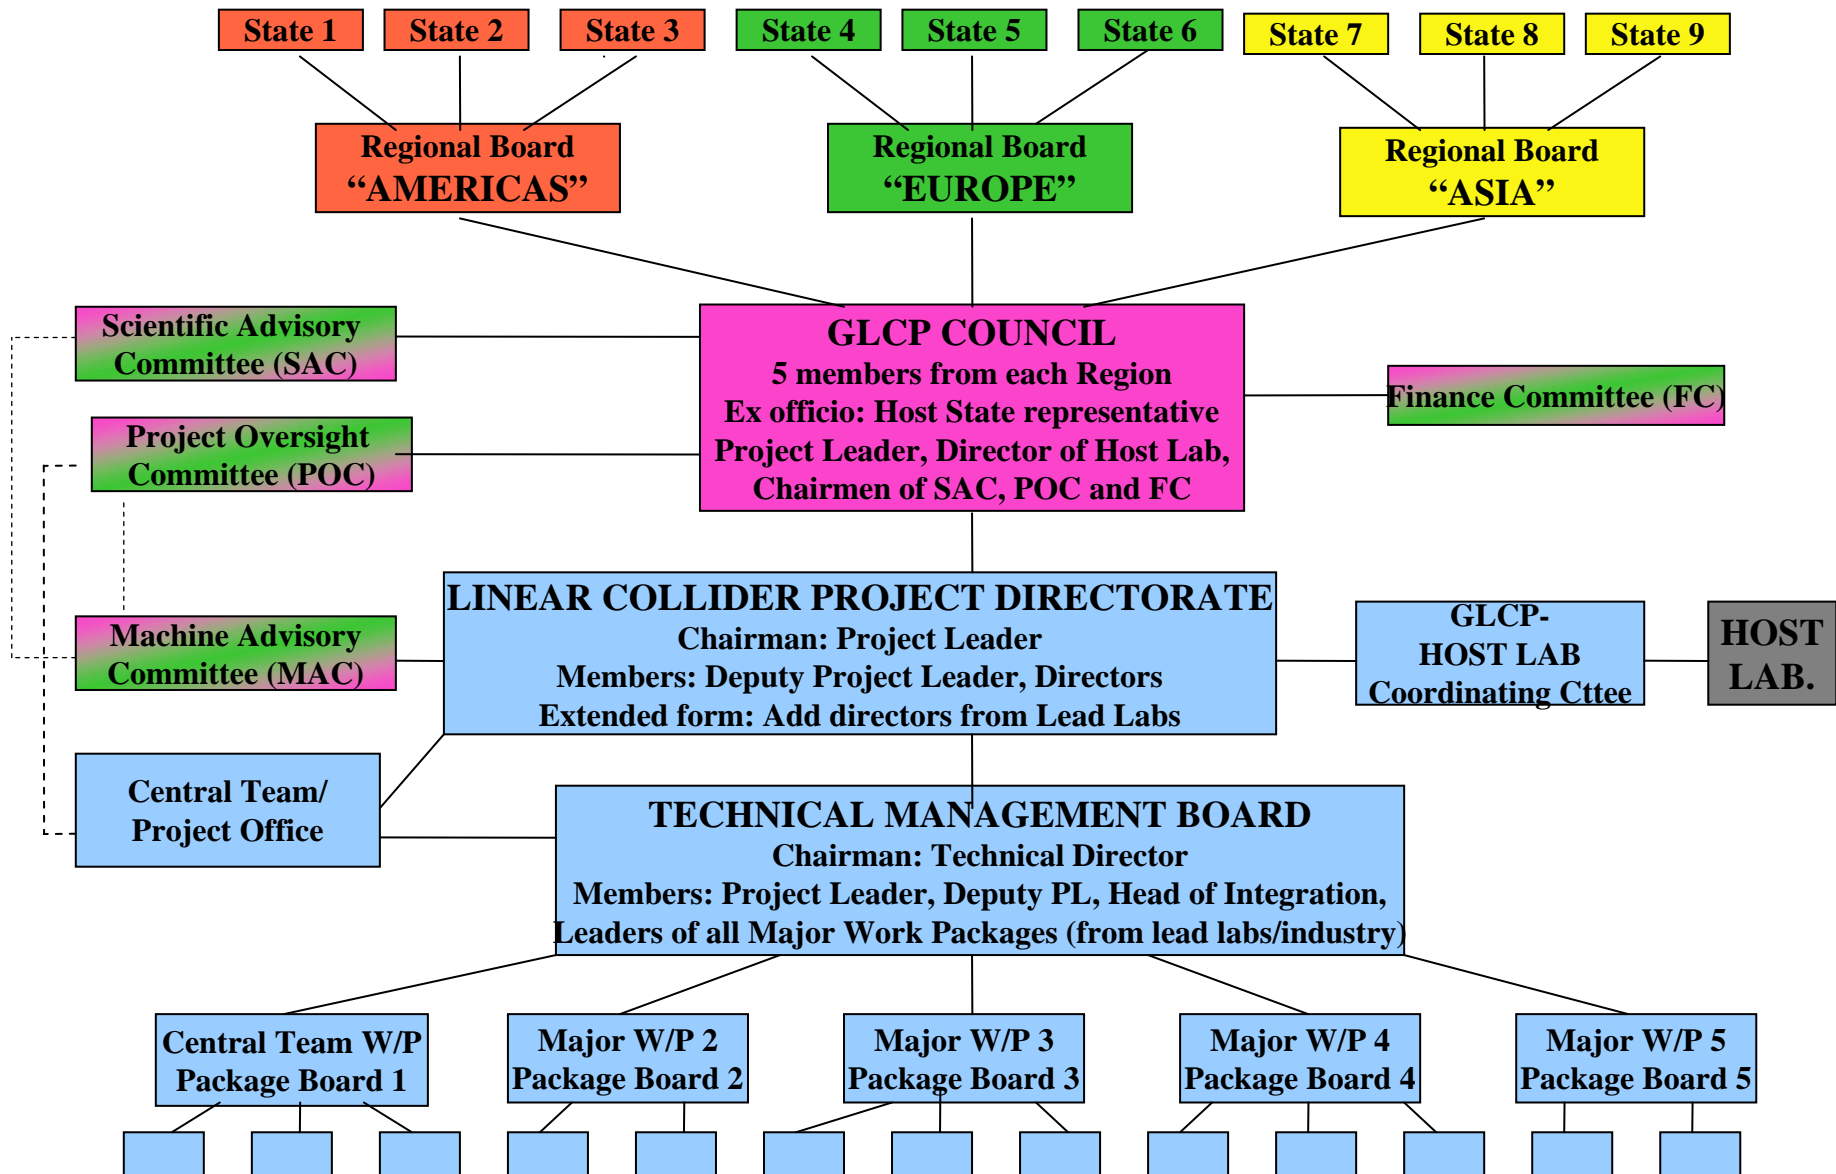 State 1
State 2
State 3
State 4
State 5
State 6
State 7
State 8
State 9
Regional Board
“AMERICAS”
Regional Board
“EUROPE”
Regional Board
“ASIA”
Scientific Advisory
Committee (SAC)
Project Oversight
Committee (POC)
GLCP COUNCIL
5 members from each Region
Ex officio: Host State representative
Project Leader, Director of Host Lab,
Chairmen of SAC, POC and FC
Finance Committee (FC)
Machine Advisory
Committee (MAC)
LINEAR COLLIDER PROJECT DIRECTORATE
Chairman: Project Leader
Members: Deputy Project Leader, Directors
Extended form: Add directors from Lead Labs
GLCP-
HOST LAB
Coordinating Cttee
HOST
LAB.
Central Team/
Project Office
TECHNICAL MANAGEMENT BOARD
Chairman: Technical Director
Members: Project Leader, Deputy PL, Head of Integration,
Leaders of all Major Work Packages (from lead labs/industry)
Central Team W/P
Package Board 1
Major W/P 2
Package Board 2
Major W/P 3
Package Board 3
Major W/P 4
Package Board 4
Major W/P 5
Package Board 5